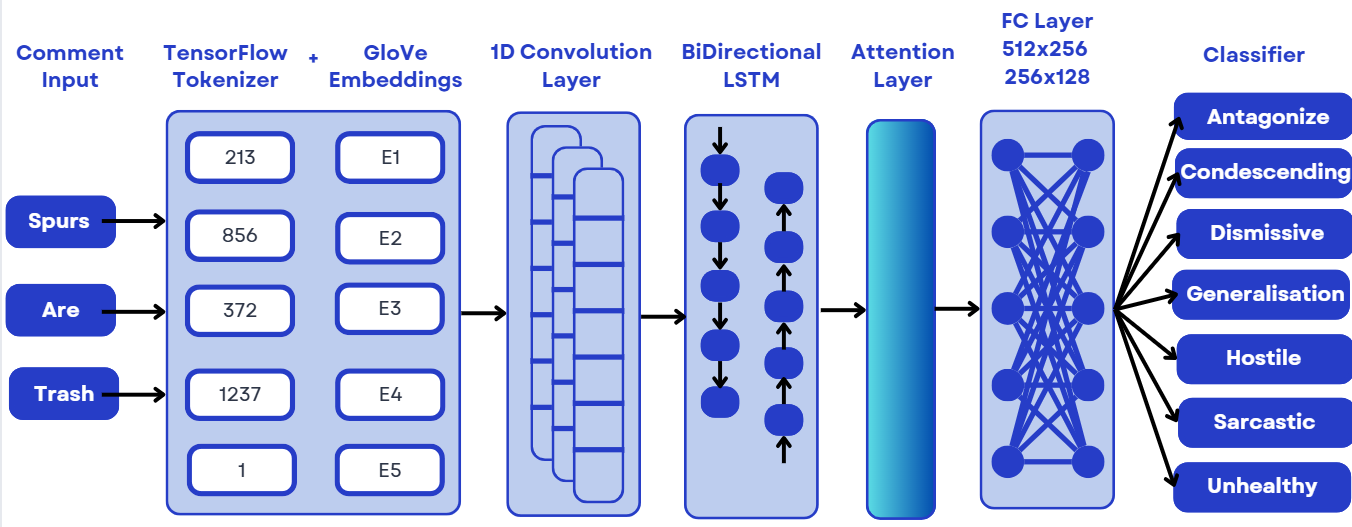 Comment
Input
TensorFlow
Tokenizer
+
GloVe
Embeddings
1D Convolution
Layer
BiDirectional
LSTM
Attention
Layer
FC Layer
512x256
256x128
Classifier
Spurs
Are
Trash
213
856
372
1237
1
E1
E2
E3
E4
E5
Antagonize
Condescending
Dismissive
Generalisation
Hostile
Sarcastic
Unhealthy